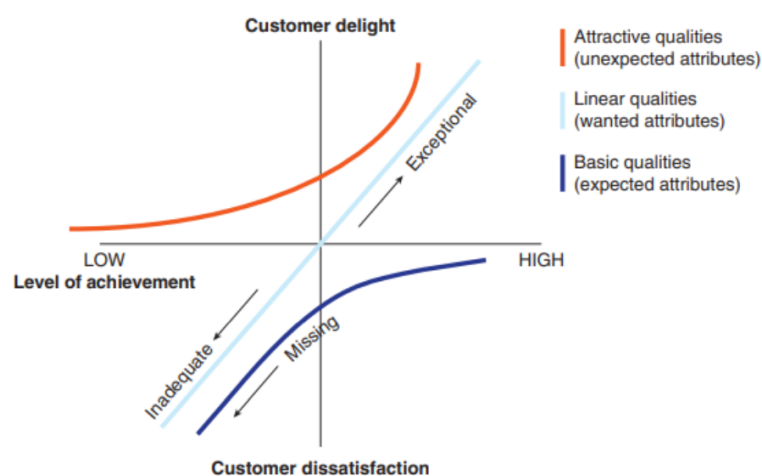 Customer delight
Attractive qualities
(unexpected attributes)
Linear qualities
(wanted attributes)
Basic qualities
(expected attributes)
Exceptional
LOW
HIGH
Level of achievement
Missing
Inadequate
Customer dissatisfaction